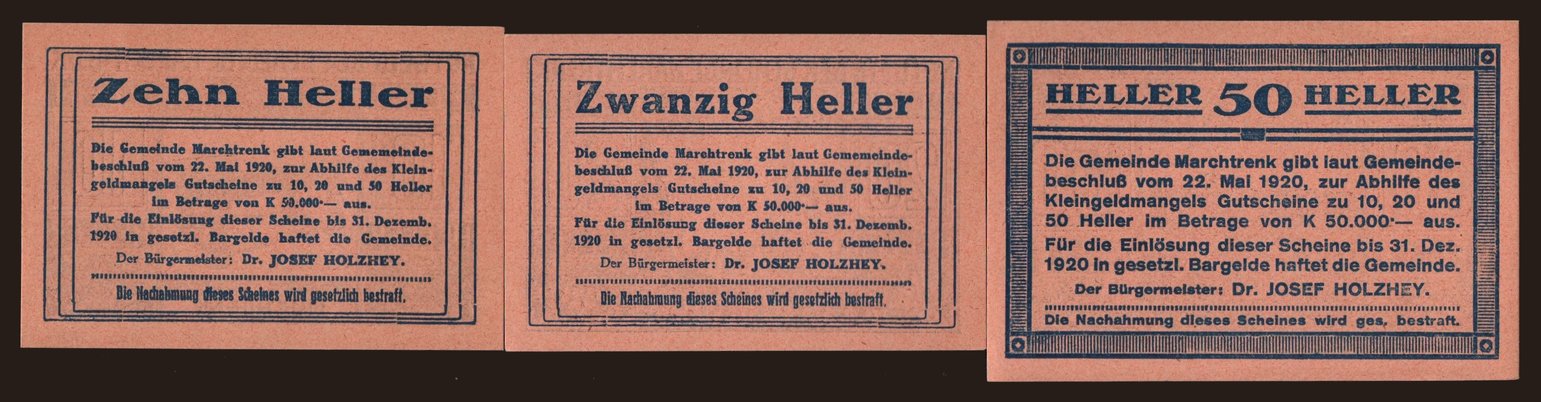 Zehn Heller
Die Gemeinde Marchtrenk gibt laut Gememeinde-
beschluß vom 22. Mai 1920, zur Abhilfe des Klein-
geldmangels Gutscheine zu 10, 20 und 50 Heller
im Betrage von K 50.000·— aus.
Für die Einlösung dieser Scheine bis 31. Dezemb.
1920 in gesetzl. Bargelde haftet die Gemeinde.
Der Bürgermeister: Dr. JOSEF HOLZHEY.
Die Nachahmung dieses Scheines wird gesetzlich bestraft.
Zwanzig Heller
Die Gemeinde Marchtrenk gibt laut Gememeinde-
beschluß vom 22. Mai 1920, zur Abhilfe des Klein-
geldmangels Gutscheine zu 10, 20 und 50 Heller
im Betrage von K 50.000·— aus.
Für die Einlösung dieser Scheine bis 31. Dezemb.
1920 in gesetzl. Bargelde haftet die Gemeinde.
Der Bürgermeister: Dr. JOSEF HOLZHEY.
Die Nachahmung dieses Scheines wird gesetzlich bestraft.
HELLER 50 HELLER
Die Gemeinde Marchtrenk gibt laut Gemeinde-
beschluß vom 22. Mai 1920, zur Abhilfe des
Kleingeldmangels Gutscheine zu 10, 20 und
50 Heller im Betrage von K 50.000·— aus.
Für die Einlösung dieser Scheine bis 31. Dez.
1920 in gesetzl. Bargelde haftet die Gemeinde.
Der Bürgermeister: Dr. JOSEF HOLZHEY.
Die Nachahmung dieses Scheines wird ges. bestraft.